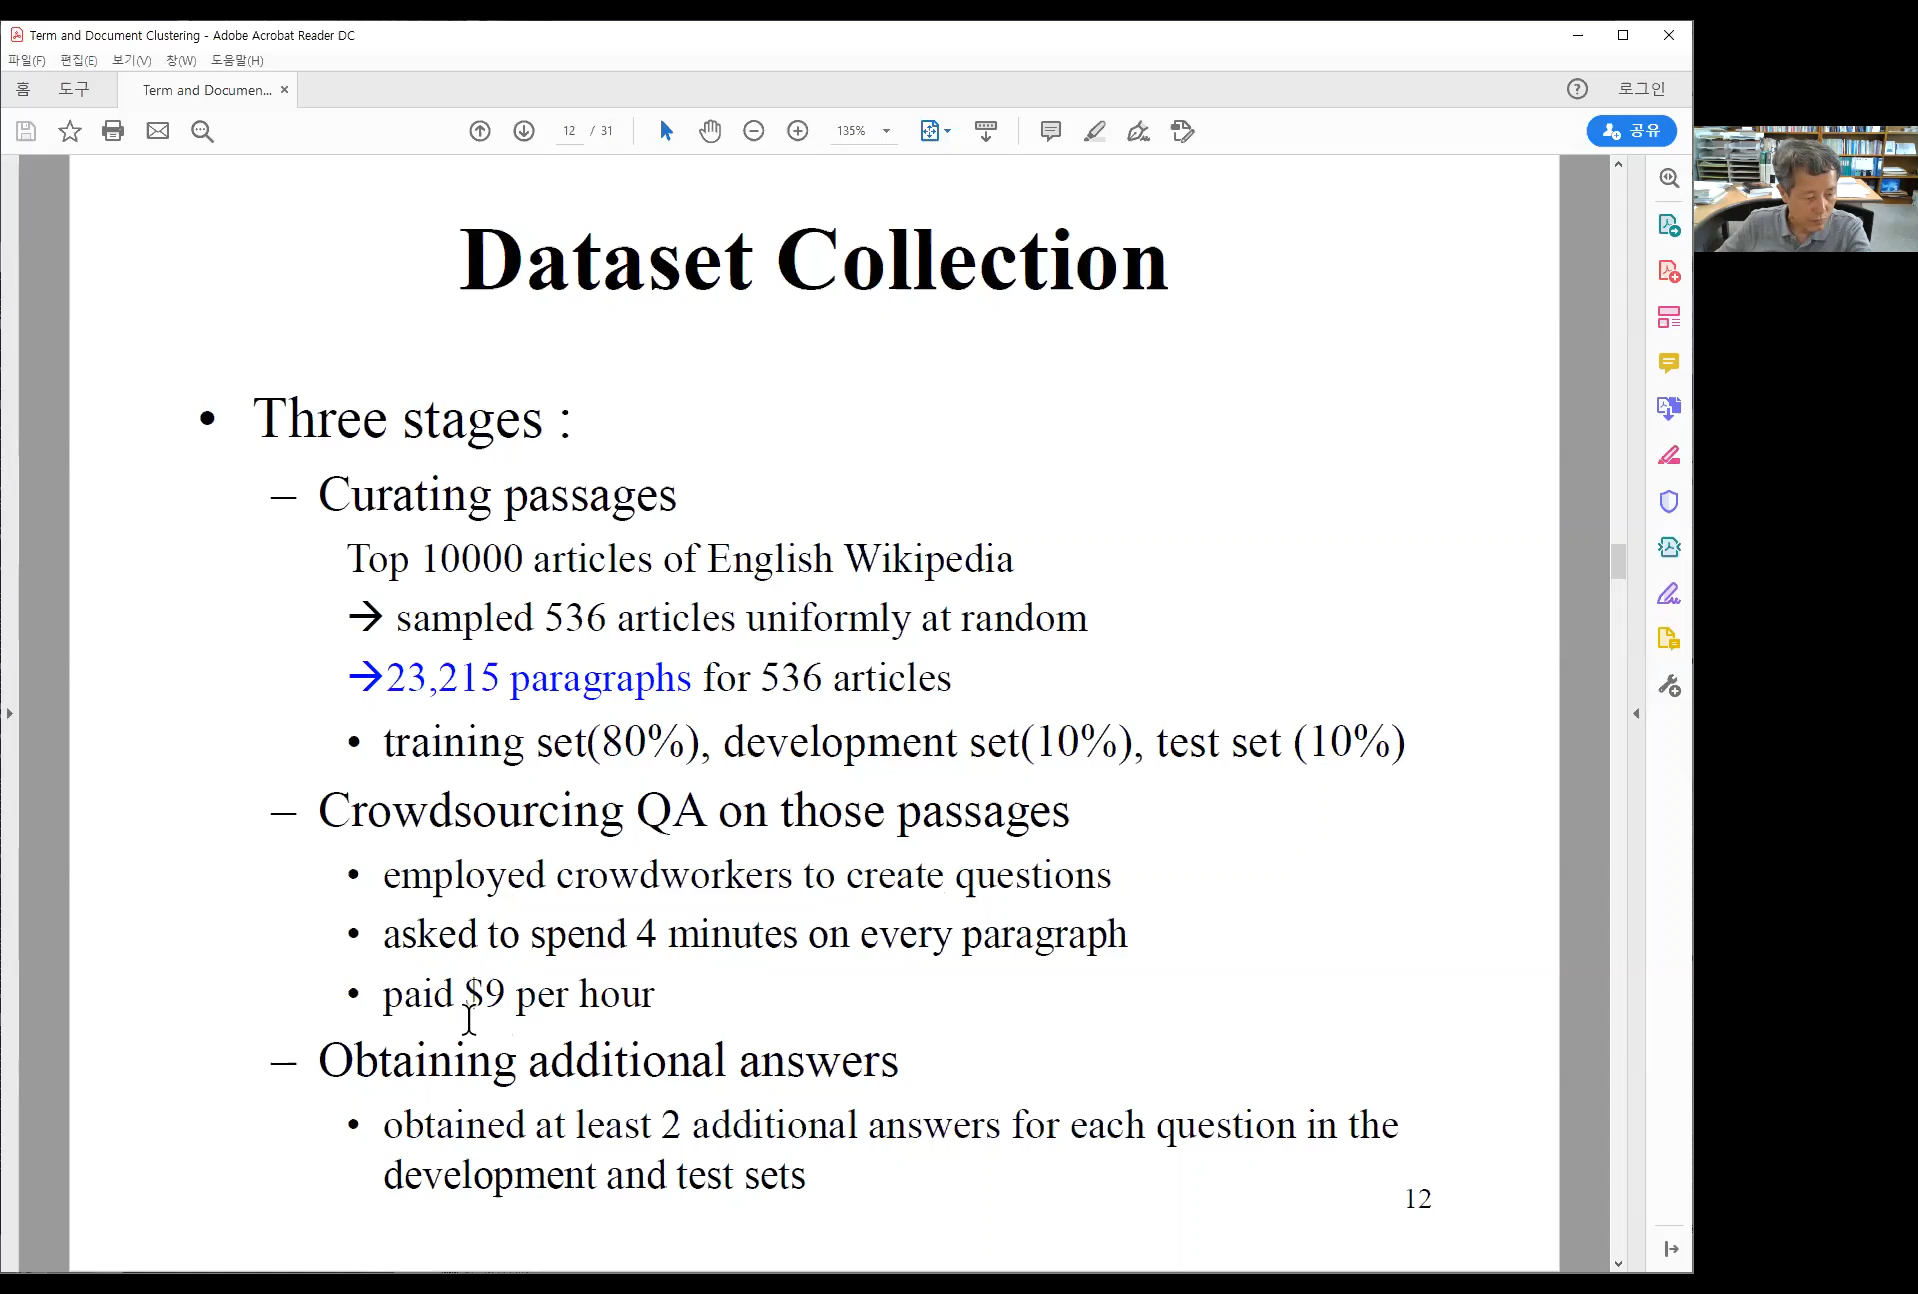 Term and Document Clustering - Adobe Acrobat Reader DC
파일(F) 편집(E) 보기(V) 창(W) 도움말(H)
홈 도구 Term and Documen... ×
로그인
12 / 31 135%
공유
Dataset Collection
• Three stages :
– Curating passages
Top 10000 articles of English Wikipedia
→ sampled 536 articles uniformly at random
→23,215 paragraphs for 536 articles
• training set(80%), development set(10%), test set (10%)
– Crowdsourcing QA on those passages
• employed crowdworkers to create questions
• asked to spend 4 minutes on every paragraph
• paid $9 per hour
– Obtaining additional answers
• obtained at least 2 additional answers for each question in the
development and test sets
12